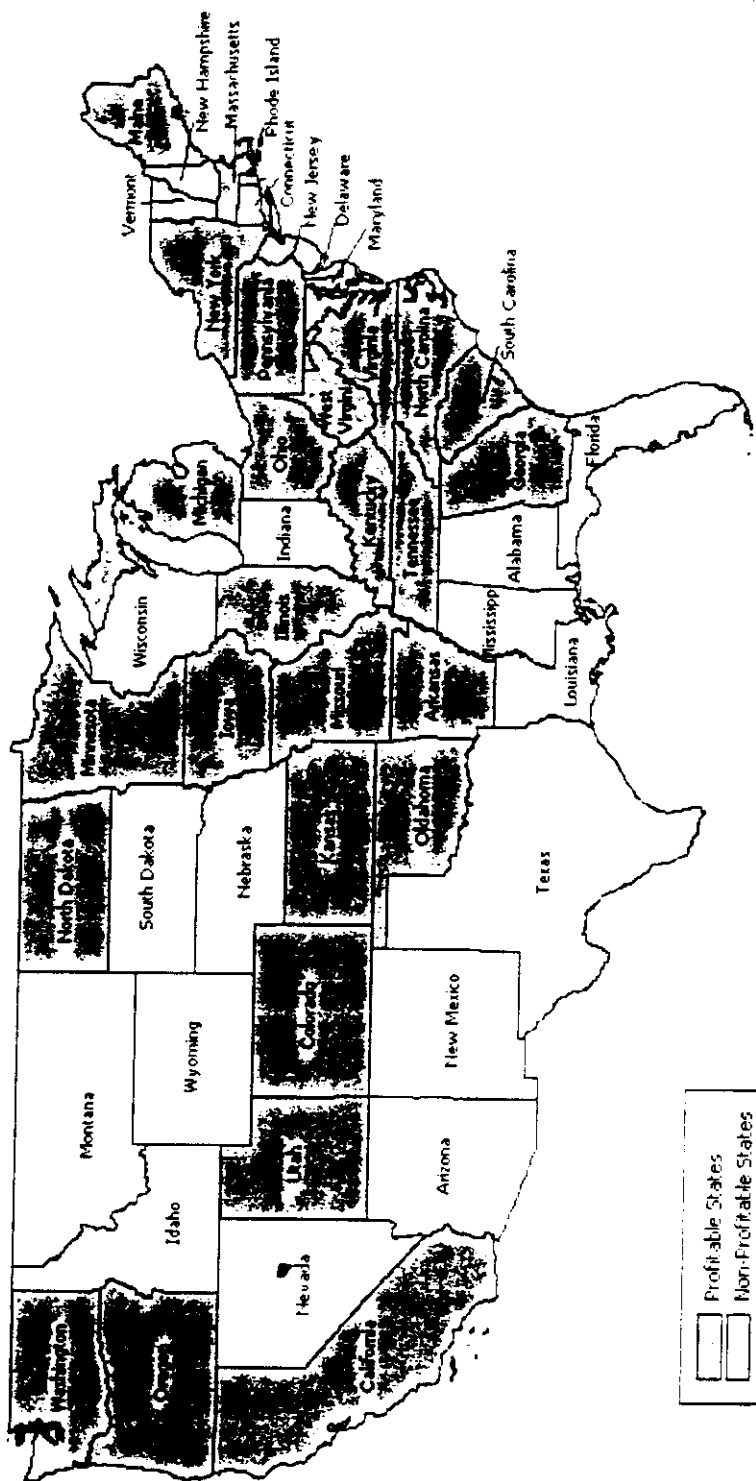 Washington
Oregon
California
Nevada
Idaho
Montana
Wyoming
Utah
Colorado
Arizona
New Mexico
North Dakota
South Dakota
Nebraska
Kansas
Oklahoma
Texas
Minnesota
Iowa
Missouri
Arkansas
Louisiana
Wisconsin
Illinois
Michigan
Indiana
Ohio
Kentucky
Tennessee
Mississippi
Alabama
Georgia
Florida
South Carolina
North Carolina
Virginia
West
Virginia
Pennsylvania
New York
Vermont
Maine
New Hampshire
Massachusetts
Rhode Island
Connecticut
New Jersey
Delaware
Maryland
Profitable States
Non-Profitable States